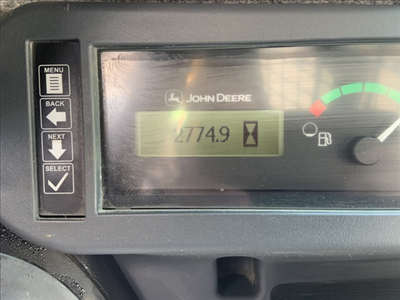 MENU
BACK
NEXT
SELECT
JOHN DEERE
2774.9